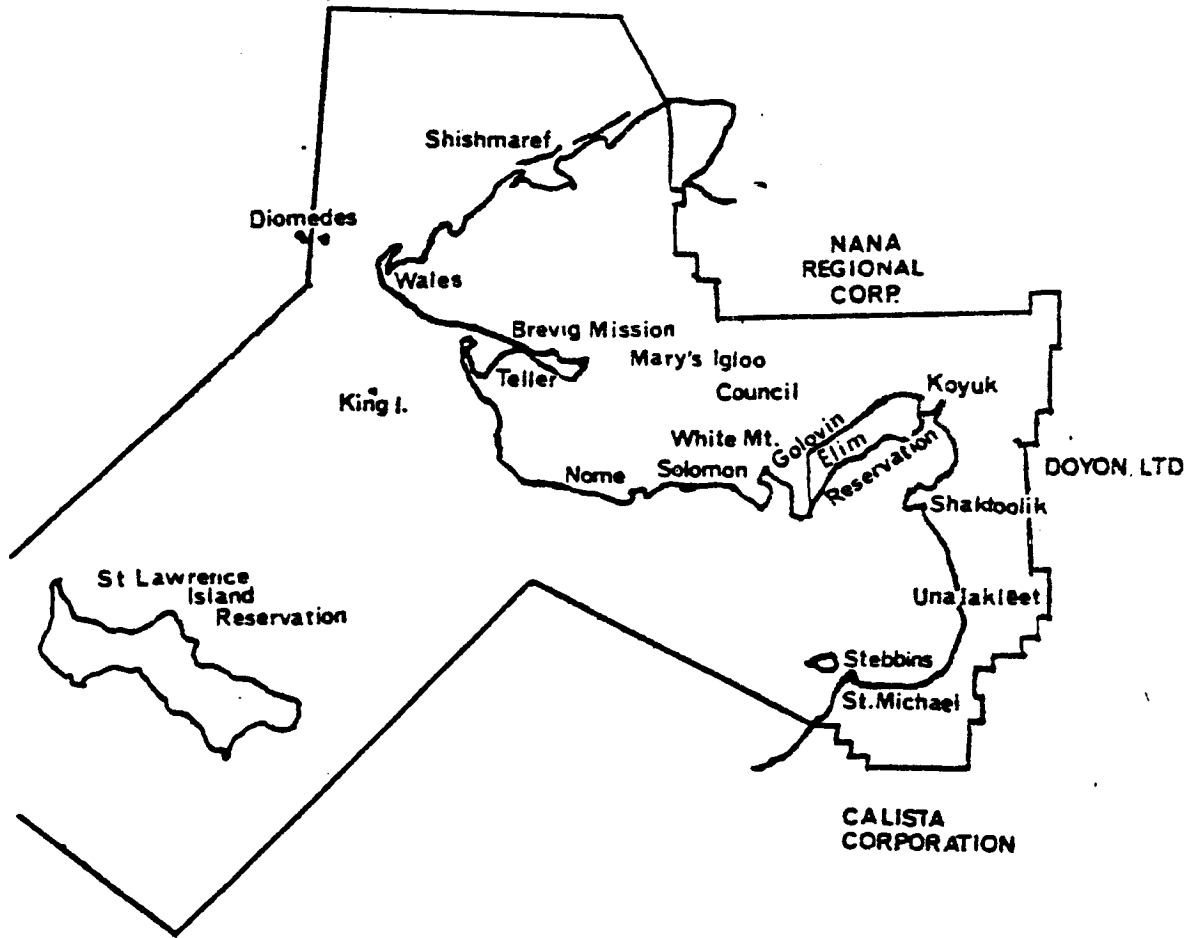 Shishmaref
Diomedes
NANA
REGIONAL
CORP.
Wales
Brevig Mission
Mary's Igloo
Teller
Council
Koyuk
King I.
White Mt.
Golovin
Elim
Reservation
Nome
Solomon
DOYON, LTD
Shaktoolik
St Lawrence
Island
Reservation
Unalakleet
Stebbins
St. Michael
CALISTA
CORPORATION